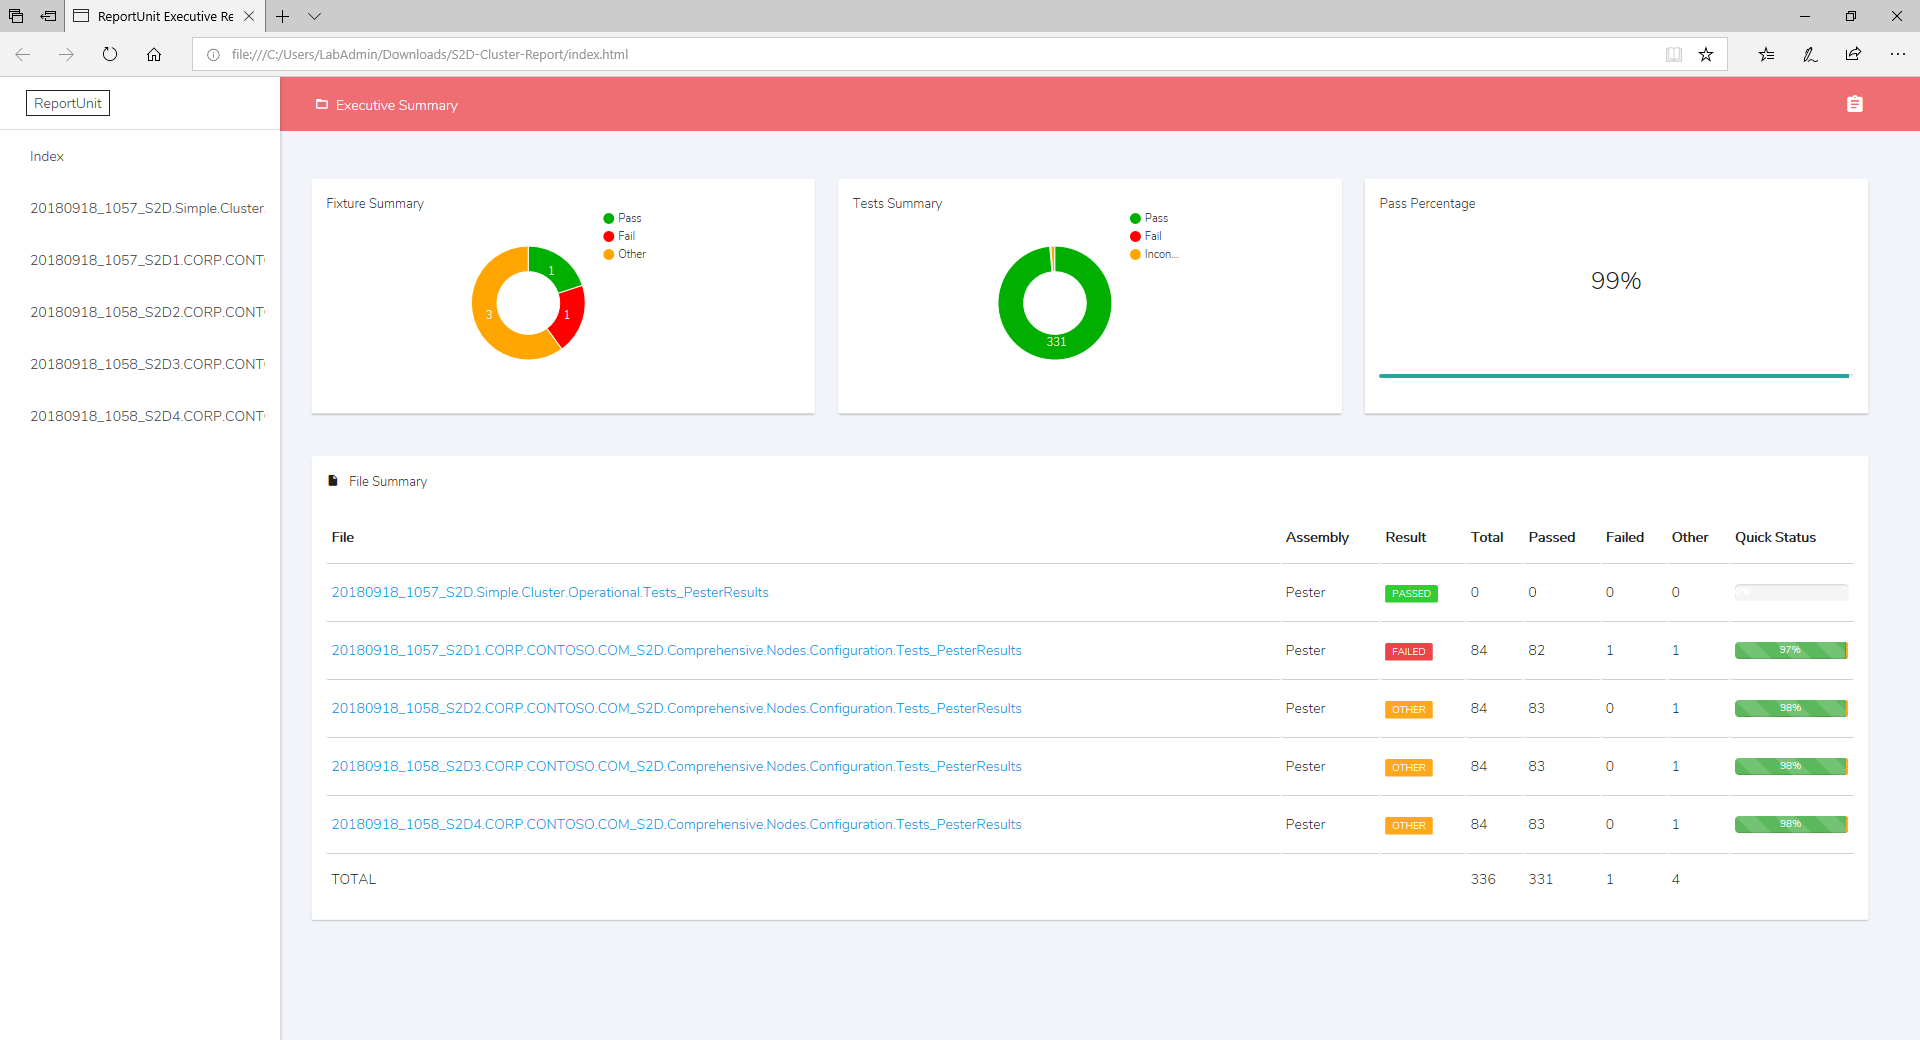 ReportUnit Executive Re
file:///C:/Users/LabAdmin/Downloads/S2D-Cluster-Report/index.html
ReportUnit
Executive Summary
Index
20180918_1057_S2D.Simple.Cluster.
20180918_1057_S2D1.CORP.CONT
20180918_1058_S2D2.CORP.CONT
20180918_1058_S2D3.CORP.CONT
20180918_1058_S2D4.CORP.CONT
Fixture Summary
Pass
Fail
Other
1
1
3
Tests Summary
Pass
Fail
Incon...
331
Pass Percentage
99%
File Summary
File Assembly Result Total Passed Failed Other Quick Status
20180918_1057_S2D.Simple.Cluster.Operational.Tests_PesterResults Pester PASSED 0 0 0 0 0%
20180918_1057_S2D1.CORP.CONTOSO.COM_S2D.Comprehensive.Nodes.Configuration.Tests_PesterResults Pester FAILED 84 82 1 1 97%
20180918_1058_S2D2.CORP.CONTOSO.COM_S2D.Comprehensive.Nodes.Configuration.Tests_PesterResults Pester OTHER 84 83 0 1 98%
20180918_1058_S2D3.CORP.CONTOSO.COM_S2D.Comprehensive.Nodes.Configuration.Tests_PesterResults Pester OTHER 84 83 0 1 98%
20180918_1058_S2D4.CORP.CONTOSO.COM_S2D.Comprehensive.Nodes.Configuration.Tests_PesterResults Pester OTHER 84 83 0 1 98%
TOTAL 336 331 1 4